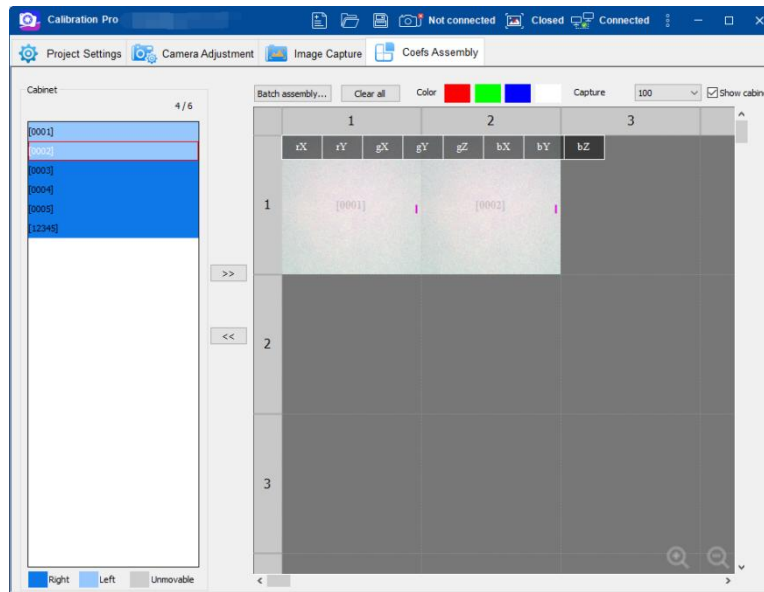 Calibration Pro Not connected Closed Connected
Project Settings Camera Adjustment Image Capture Coefs Assembly
Cabinet
4/6
[0001]
[0002]
[0003]
[0004]
[0005]
[12345]
Right Left Unmovable
>>
<<
Batch assembly... Clear all Color Capture 100 Show cabin
1 2 3
rX rY gX gY gZ bX bY bZ
1 [0001] [0002]
2
3